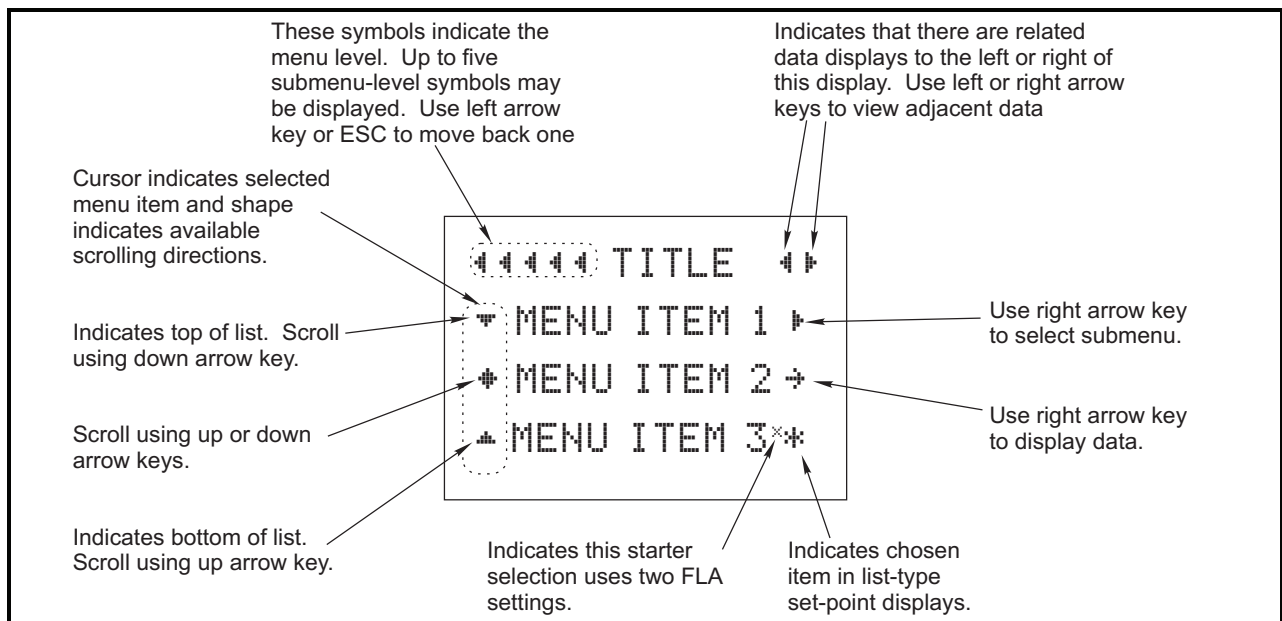 These symbols indicate the
menu level. Up to five
submenu-level symbols may
be displayed. Use left arrow
key or ESC to move back one
Indicates that there are related
data displays to the left or right of
this display. Use left or right arrow
keys to view adjacent data
Cursor indicates selected
menu item and shape
indicates available
scrolling directions.
TITLE
MENU ITEM 1
MENU ITEM 2
MENU ITEM 3ˣ*
Indicates top of list. Scroll
using down arrow key.
Scroll using up or down
arrow keys.
Indicates bottom of list.
Scroll using up arrow key.
Use right arrow key
to select submenu.
Use right arrow key
to display data.
Indicates this starter
selection uses two FLA
settings.
Indicates chosen
item in list-type
set-point displays.